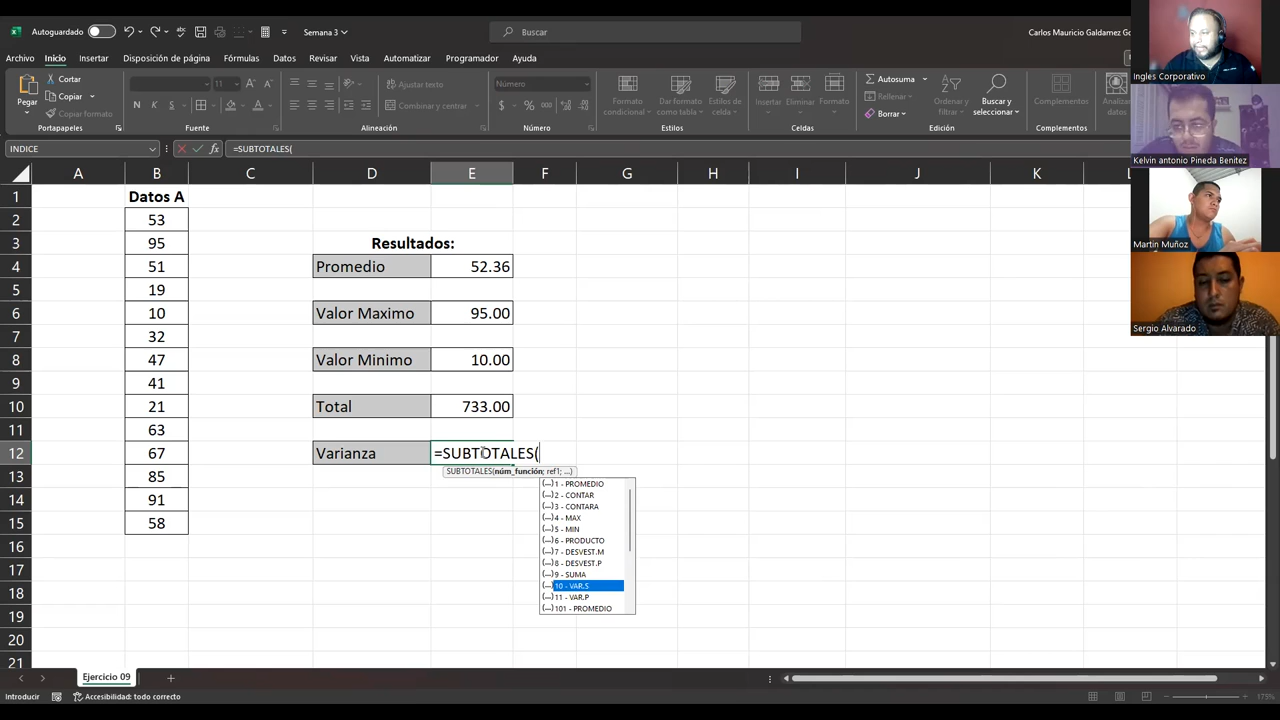 Autoguardado
Semana 3
Buscar
Carlos Mauricio Galdamez Go
Archivo Inicio Insertar Disposición de página Fórmulas Datos Revisar Vista Automatizar Programador Ayuda
Pegar
Cortar
Copiar
Copiar formato
Portapapeles
11
N K S
Fuente
Ajustar texto
Combinar y centrar
Alineación
Número
$ % 000
Número
Formato condicional
Dar formato como tabla
Estilos de celda
Estilos
Insertar Eliminar Formato
Celdas
Autosuma
Rellenar
Borrar
Ordenar y filtrar
Buscar y seleccionar
Edición
Complementos
Complementos
Analizar datos
INDICE
=SUBTOTALES(
A B C D E F G H I J K L
1 Datos A
2 53
3 95 Resultados:
4 51 Promedio 52.36
5 19
6 10 Valor Maximo 95.00
7 32
8 47 Valor Minimo 10.00
9 41
10 21 Total 733.00
11 63
12 67 Varianza =SUBTOTALES(
13 85
14 91
15 58
16
17
18
19
20
21
SUBTOTALES(núm_función; ref1; ...)
(...) 1 - PROMEDIO
(...) 2 - CONTAR
(...) 3 - CONTARA
(...) 4 - MAX
(...) 5 - MIN
(...) 6 - PRODUCTO
(...) 7 - DESVEST.M
(...) 8 - DESVEST.P
(...) 9 - SUMA
(...) 10 - VAR.S
(...) 11 - VAR.P
(...) 101 - PROMEDIO
Ingles Corporativo
Kelvin antonio Pineda Benitez
Martin Muñoz
Sergio Alvarado
Ejercicio 09
Introducir
Accesibilidad: todo correcto
175%